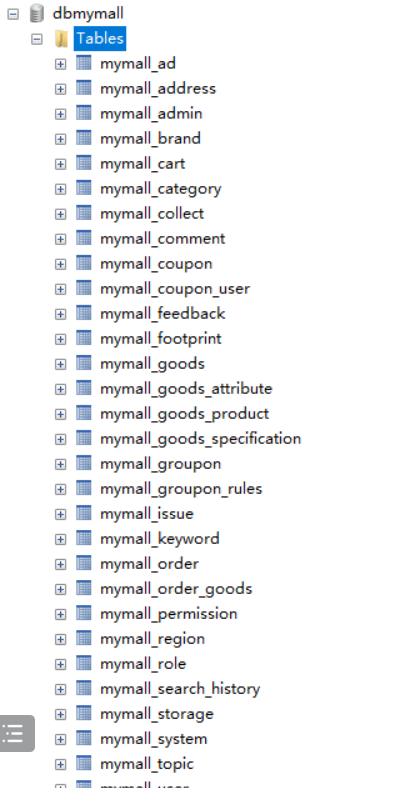 dbmymall
Tables
mymall_ad
mymall_address
mymall_admin
mymall_brand
mymall_cart
mymall_category
mymall_collect
mymall_comment
mymall_coupon
mymall_coupon_user
mymall_feedback
mymall_footprint
mymall_goods
mymall_goods_attribute
mymall_goods_product
mymall_goods_specification
mymall_groupon
mymall_groupon_rules
mymall_issue
mymall_keyword
mymall_order
mymall_order_goods
mymall_permission
mymall_region
mymall_role
mymall_search_history
mymall_storage
mymall_system
mymall_topic
mymall_user